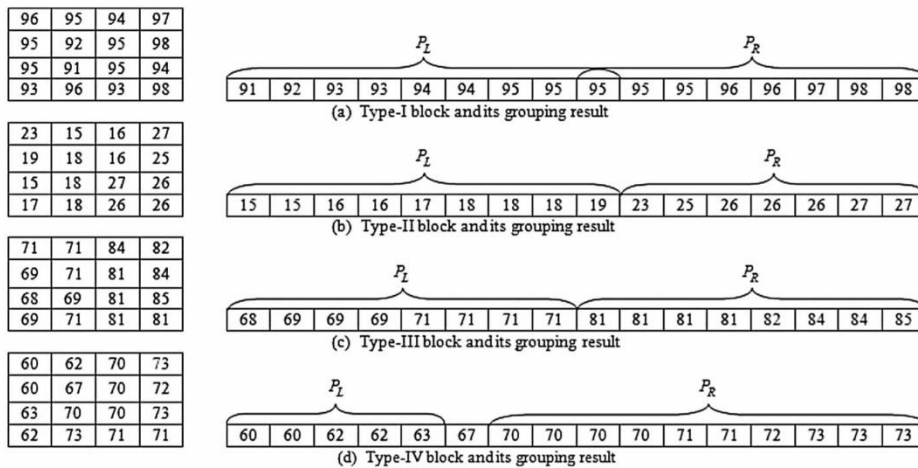 96 95 94 97
95 92 95 98
95 91 95 94
93 96 93 98
P_L P_R
91 92 93 93 94 94 95 95 95 95 95 96 96 97 98 98
(a) Type-I block and its grouping result
23 15 16 27
19 18 16 25
15 18 27 26
17 18 26 26
P_L P_R
15 15 16 16 17 18 18 18 19 23 25 26 26 26 27 27
(b) Type-II block and its grouping result
71 71 84 82
69 71 81 84
68 69 81 85
69 71 81 81
P_L P_R
68 69 69 69 71 71 71 71 81 81 81 81 82 84 84 85
(c) Type-III block and its grouping result
60 62 70 73
60 67 70 72
63 70 70 73
62 73 71 71
P_L P_R
60 60 62 62 63 67 70 70 70 70 71 71 72 73 73 73
(d) Type-IV block and its grouping result